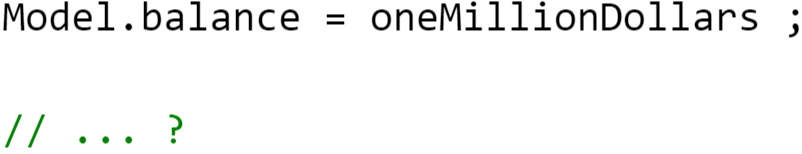 Model.balance = oneMillionDollars ;
// ... ?